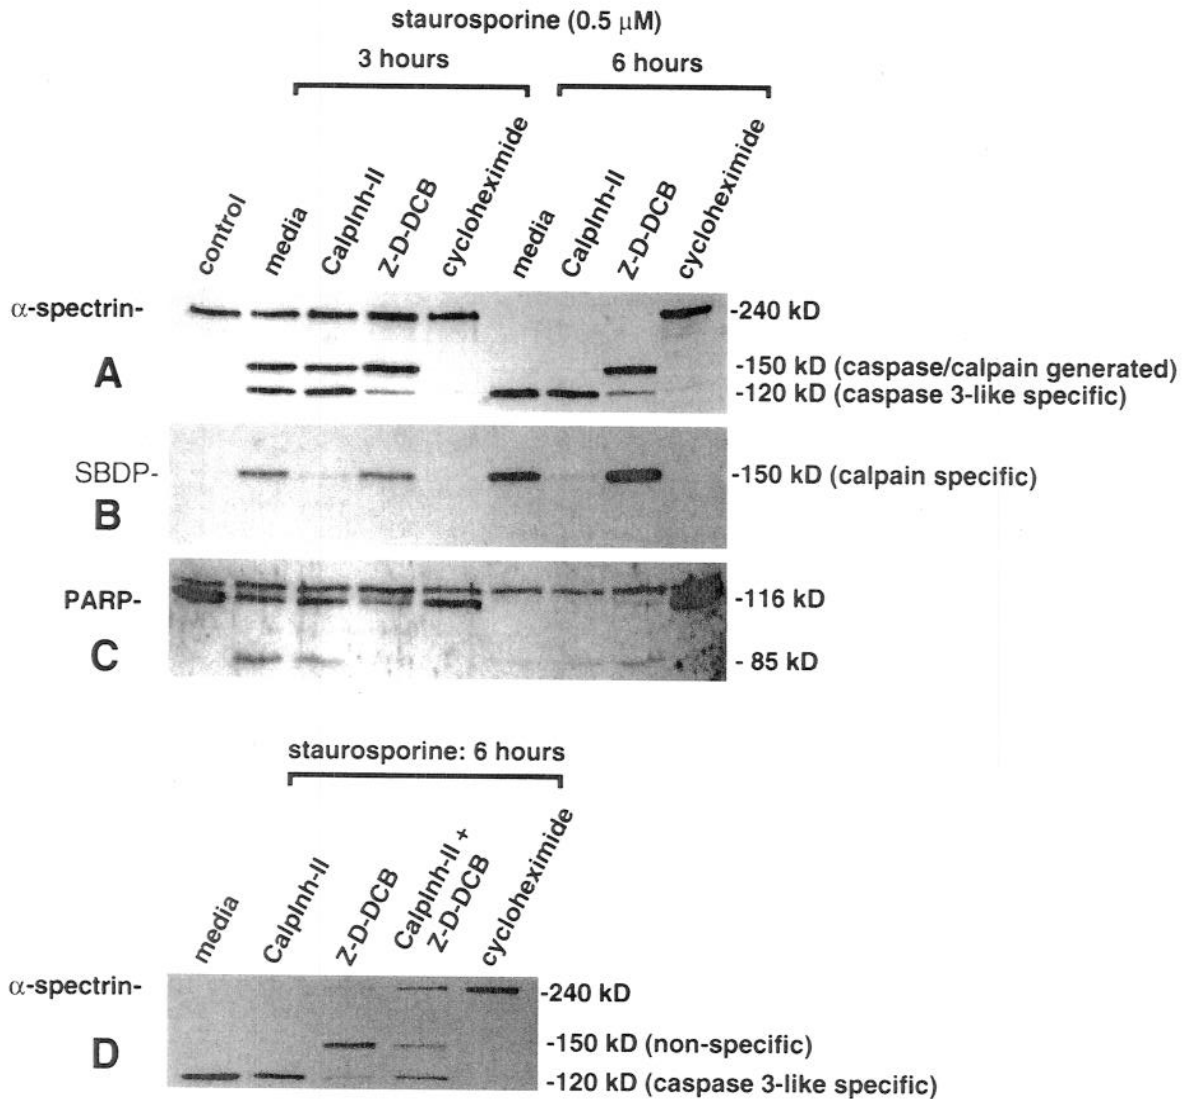 staurosporine (0.5 μM)
3 hours
6 hours
control
media
CalpInh-II
Z-D-DCB
cycloheximide
media
CalpInh-II
Z-D-DCB
cycloheximide
α-spectrin-
-240 kD
A
-150 kD (caspase/calpain generated)
-120 kD (caspase 3-like specific)
SBDP-
-150 kD (calpain specific)
B
PARP-
-116 kD
C
- 85 kD
staurosporine: 6 hours
media
CalpInh-II
Z-D-DCB
CalpInh-II +
Z-D-DCB
cycloheximide
α-spectrin-
-240 kD
D
-150 kD (non-specific)
-120 kD (caspase 3-like specific)